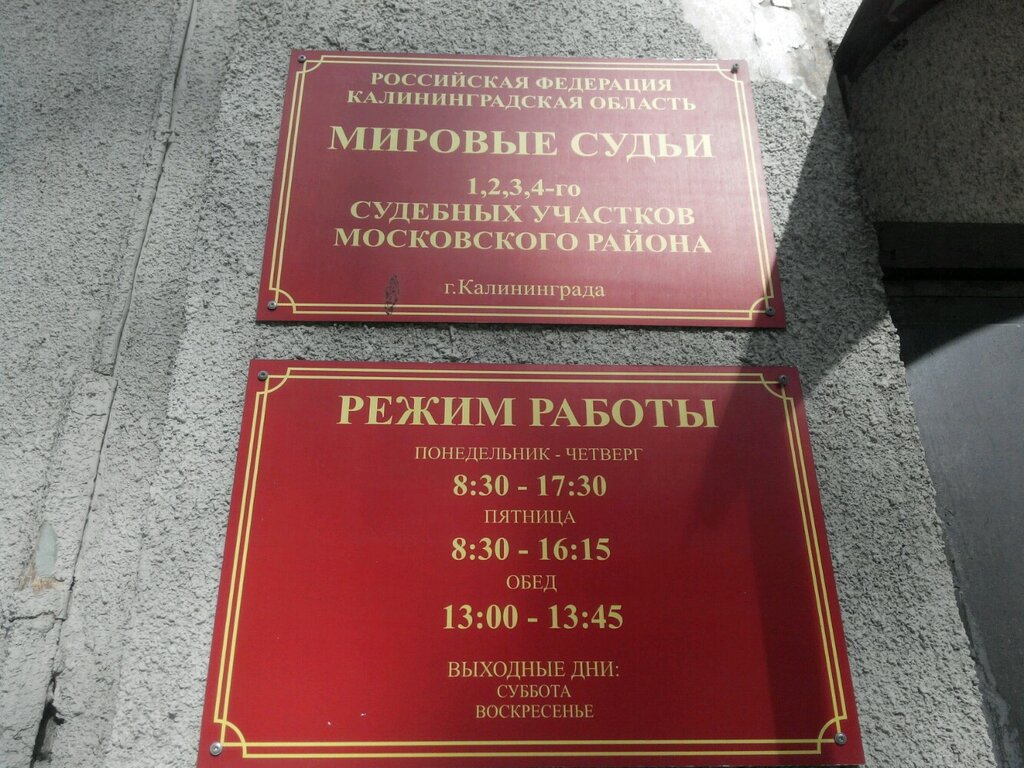 РОССИЙСКАЯ ФЕДЕРАЦИЯ
КАЛИНИНГРАДСКАЯ ОБЛАСТЬ
МИРОВЫЕ СУДЬИ
1,2,3,4-го
СУДЕБНЫХ УЧАСТКОВ
МОСКОВСКОГО РАЙОНА
г.Калининграда
РЕЖИМ РАБОТЫ
ПОНЕДЕЛЬНИК - ЧЕТВЕРГ
8:30 - 17:30
ПЯТНИЦА
8:30 - 16:15
ОБЕД
13:00 - 13:45
ВЫХОДНЫЕ ДНИ:
СУББОТА
ВОСКРЕСЕНЬЕ